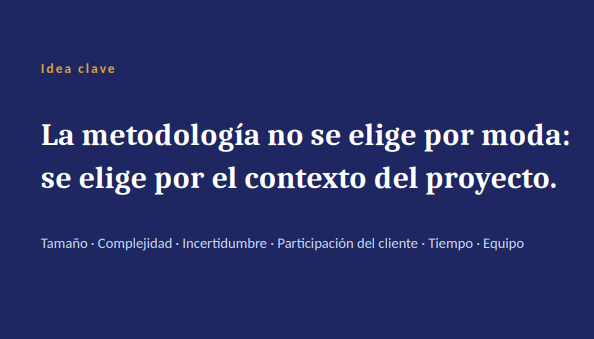 Idea clave
La metodología no se elige por moda:
se elige por el contexto del proyecto.
Tamaño · Complejidad · Incertidumbre · Participación del cliente · Tiempo · Equipo